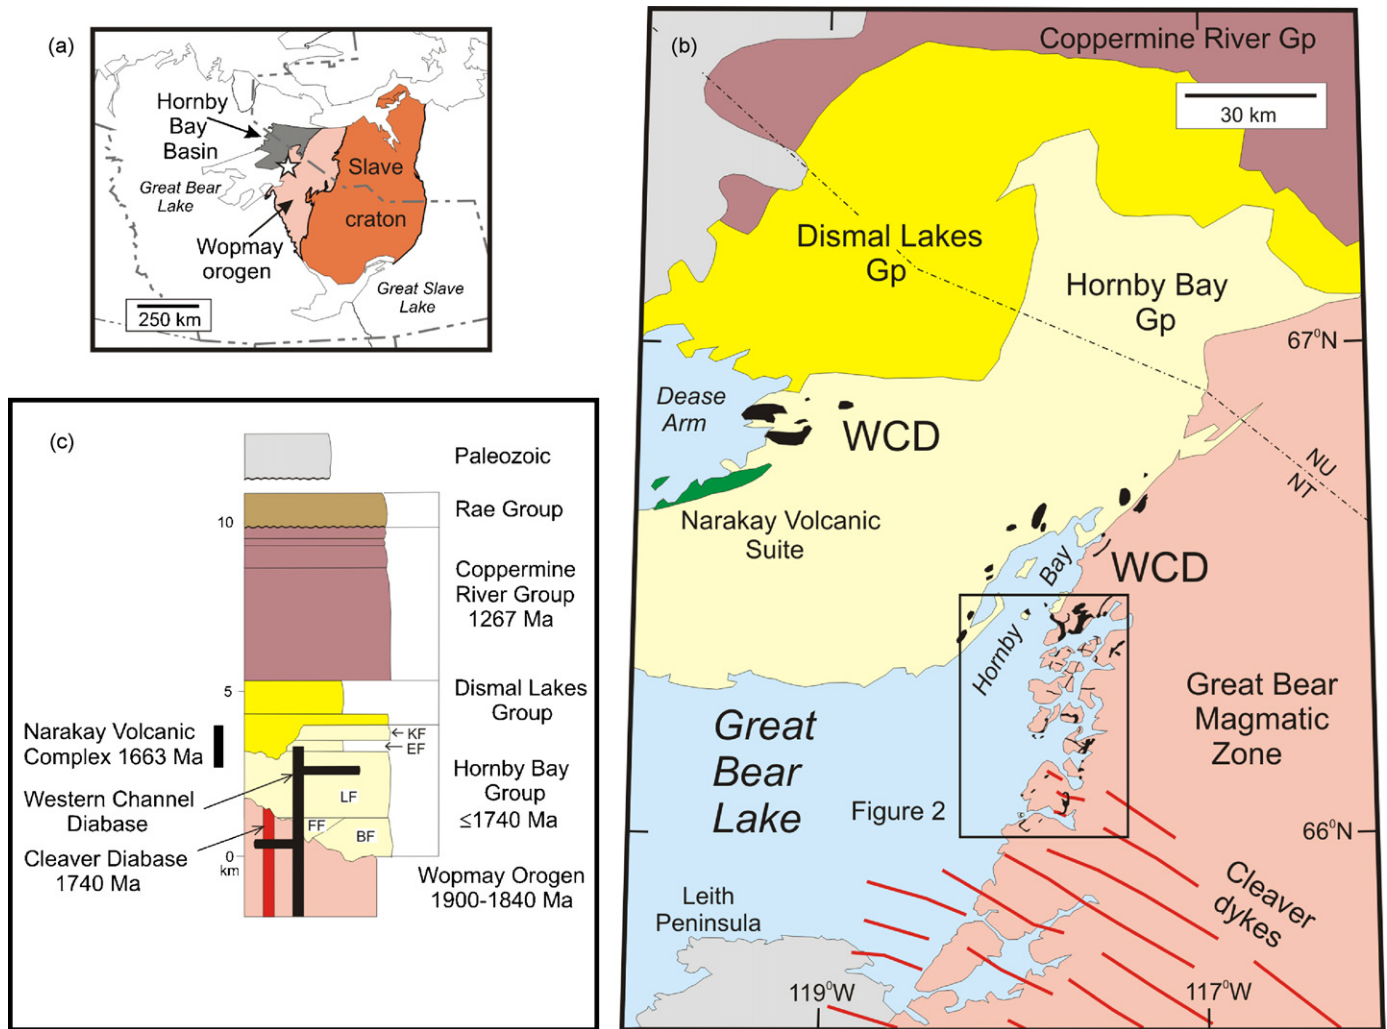 (a)
Hornby
Bay
Basin
Great Bear
Lake
Slave
craton
Wopmay
orogen
Great Slave
Lake
250 km
(b)
Coppermine River Gp
30 km
Dismal Lakes
Gp
Hornby Bay
Gp
67⁰N
Dease
Arm
WCD
NU
NT
Narakay Volcanic
Suite
Bay
WCD
Hornby
Great Bear
Magmatic
Zone
Great
Bear
Lake
Figure 2
66⁰N
Cleaver
dykes
Leith
Peninsula
119⁰W
117⁰W
(c)
Paleozoic
10
Rae Group
Coppermine
River Group
1267 Ma
5
Dismal Lakes
Group
Narakay Volcanic
Complex 1663 Ma
KF
EF
Hornby Bay
Group
≤1740 Ma
Western Channel
Diabase
LF
FF
BF
Cleaver Diabase
1740 Ma
0
km
Wopmay Orogen
1900-1840 Ma